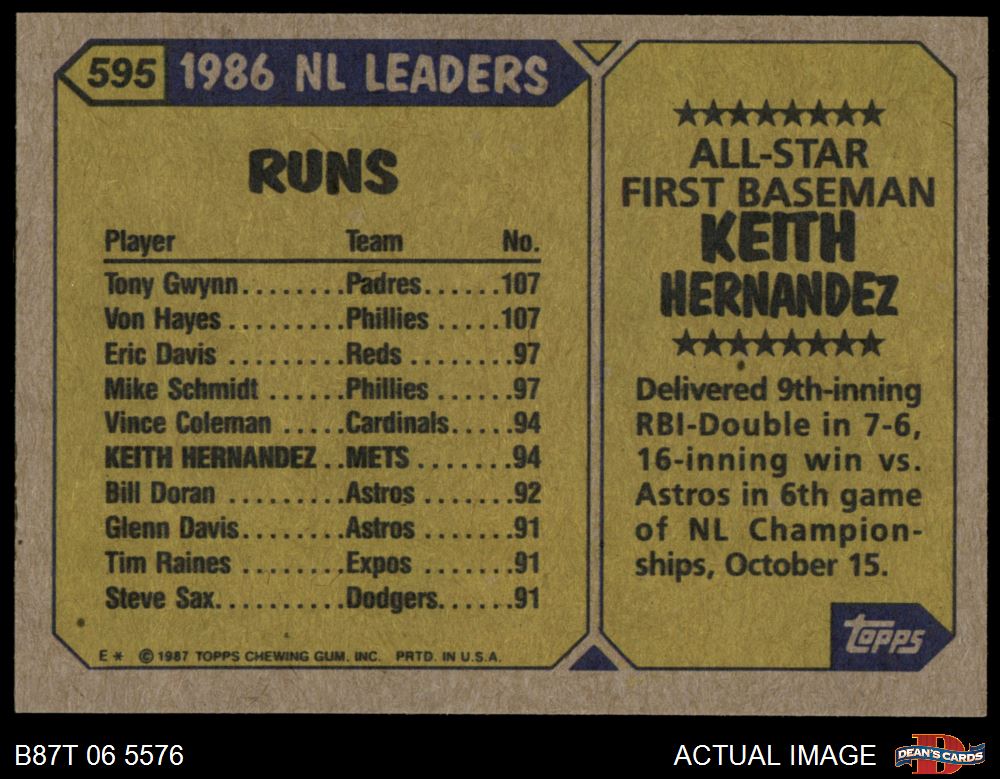 595 1986 NL LEADERS
RUNS
Player Team No.
Tony Gwynn........Padres......107
Von Hayes .........Phillies .....107
Eric Davis .........Reds ........97
Mike Schmidt ......Phillies ......97
Vince Coleman .....Cardinals.....94
KEITH HERNANDEZ ..METS .......94
Bill Doran .........Astros .......92
Glenn Davis........Astros .......91
Tim Raines ........Expos .......91
Steve Sax..........Dodgers......91
E * © 1987 TOPPS CHEWING GUM, INC. PRTD. IN U.S.A.
★★★★★★★★
ALL-STAR
FIRST BASEMAN
KEITH
HERNANDEZ
★★★★★★★★
Delivered 9th-inning
RBI-Double in 7-6,
16-inning win vs.
Astros in 6th game
of NL Champion-
ships, October 15.
TOPPS
B87T 06 5576
ACTUAL IMAGE
DEAN'S CARDS